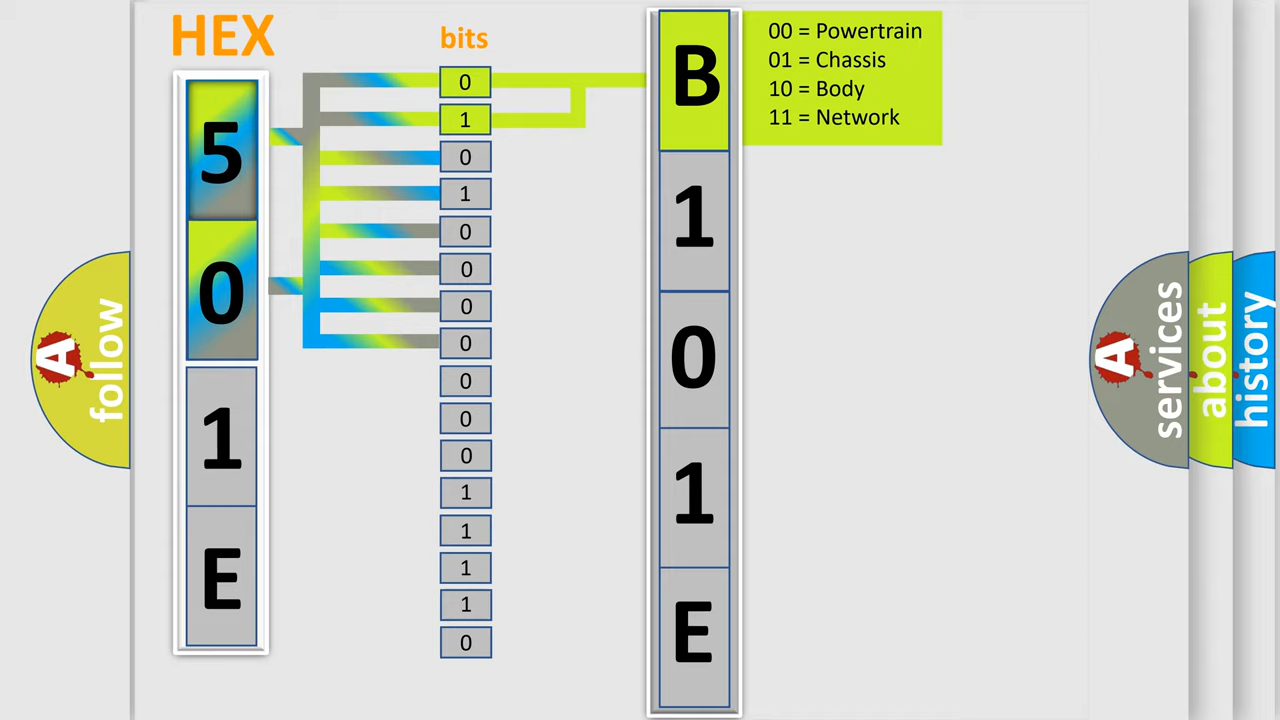 HEX
5
0
1
E
bits
0
1
0
1
0
0
0
0
0
0
0
1
1
1
1
0
B
1
0
1
E
00 = Powertrain
01 = Chassis
10 = Body
11 = Network
A
follow
A
services
about
history